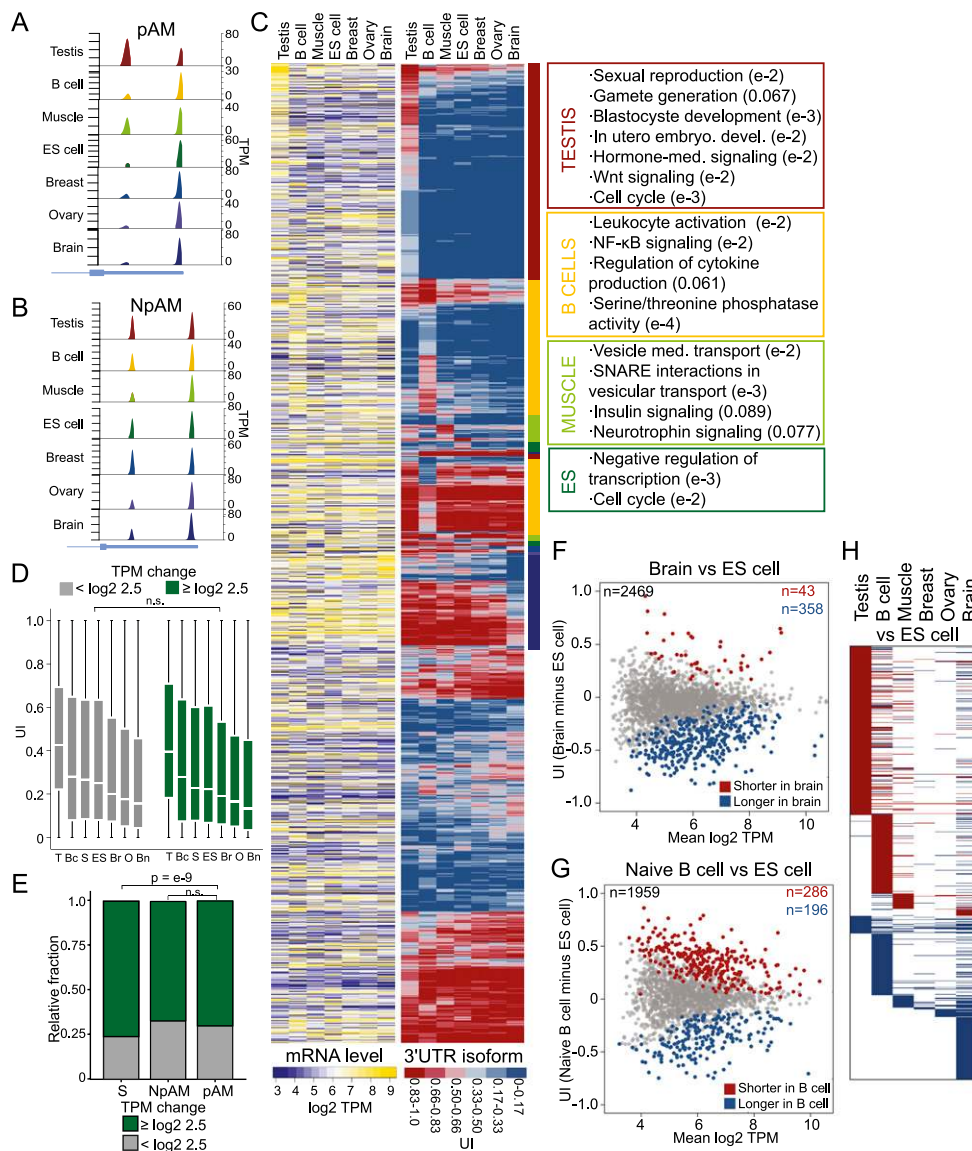 A
pAM
Testis
B cell
Muscle
ES cell
Breast
Ovary
Brain
80
0
30
0
40
0
60
0
80
0
40
0
80
0
TPM
B
NpAM
Testis
B cell
Muscle
ES cell
Breast
Ovary
Brain
60
0
40
0
80
0
80
0
60
0
80
0
80
0
TPM
C
Testis
B cell
Muscle
ES cell
Breast
Ovary
Brain
Testis
B cell
Muscle
ES cell
Breast
Ovary
Brain
mRNA level
3 4 5 6 7 8 9
log2 TPM
3'UTR isoform
0.83-1.0
0.66-0.83
0.50-0.66
0.33-0.50
0.17-0.33
0-0.17
UI
TESTIS
·Sexual reproduction (e-2)
·Gamete generation (0.067)
·Blastocyste development (e-3)
·In utero embryo. devel. (e-2)
·Hormone-med. signaling (e-2)
·Wnt signaling (e-2)
·Cell cycle (e-3)
B CELLS
·Leukocyte activation (e-2)
·NF-κB signaling (e-2)
·Regulation of cytokine
production (0.061)
·Serine/threonine phosphatase
activity (e-4)
MUSCLE
·Vesicle med. transport (e-2)
·SNARE interactions in
vesicular transport (e-3)
·Insulin signaling (0.089)
·Neurotrophin signaling (0.077)
ES
·Negative regulation of
transcription (e-3)
·Cell cycle (e-2)
D
TPM change
< log2 2.5 ≥ log2 2.5
n.s.
1.0
0.8
0.6
0.4
0.2
0
UI
T Bc S ES Br O Bn
T Bc S ES Br O Bn
E
p = e-9
n.s.
1.0
0.75
0.50
0.25
0
Relative fraction
S NpAM pAM
TPM change
≥ log2 2.5
< log2 2.5
F
Brain vs ES cell
n=2469
n=43
n=358
1.0
0.5
0
-0.5
-1.0
UI (Brain minus ES cell)
Shorter in brain
Longer in brain
4 6 8 10
Mean log2 TPM
G
Naive B cell vs ES cell
n=1959
n=286
n=196
1.0
0.5
0
-0.5
-1.0
UI (Naive B cell minus ES cell)
Shorter in B cell
Longer in B cell
4 6 8 10
Mean log2 TPM
H
Testis
B cell
Muscle
Breast
Ovary
Brain
vs ES cell